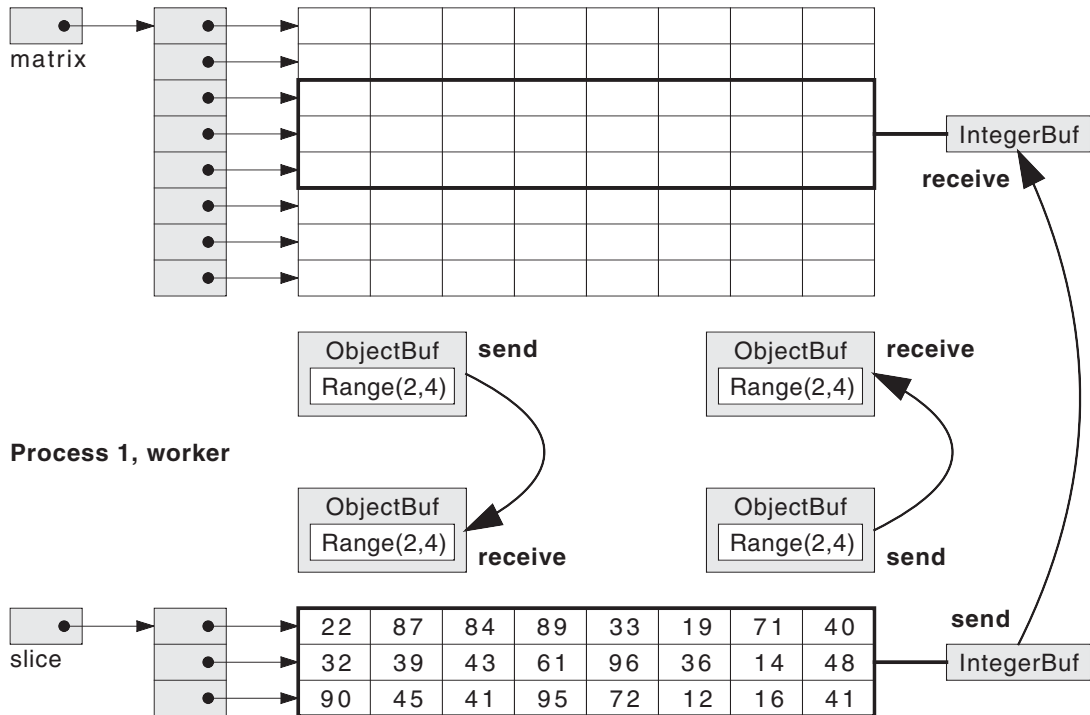 matrix
IntegerBuf
receive
ObjectBuf
send
Range(2,4)
ObjectBuf
receive
Range(2,4)
Process 1, worker
ObjectBuf
Range(2,4)
receive
ObjectBuf
Range(2,4)
send
send
slice
22 87 84 89 33 19 71 40
32 39 43 61 96 36 14 48
90 45 41 95 72 12 16 41
IntegerBuf